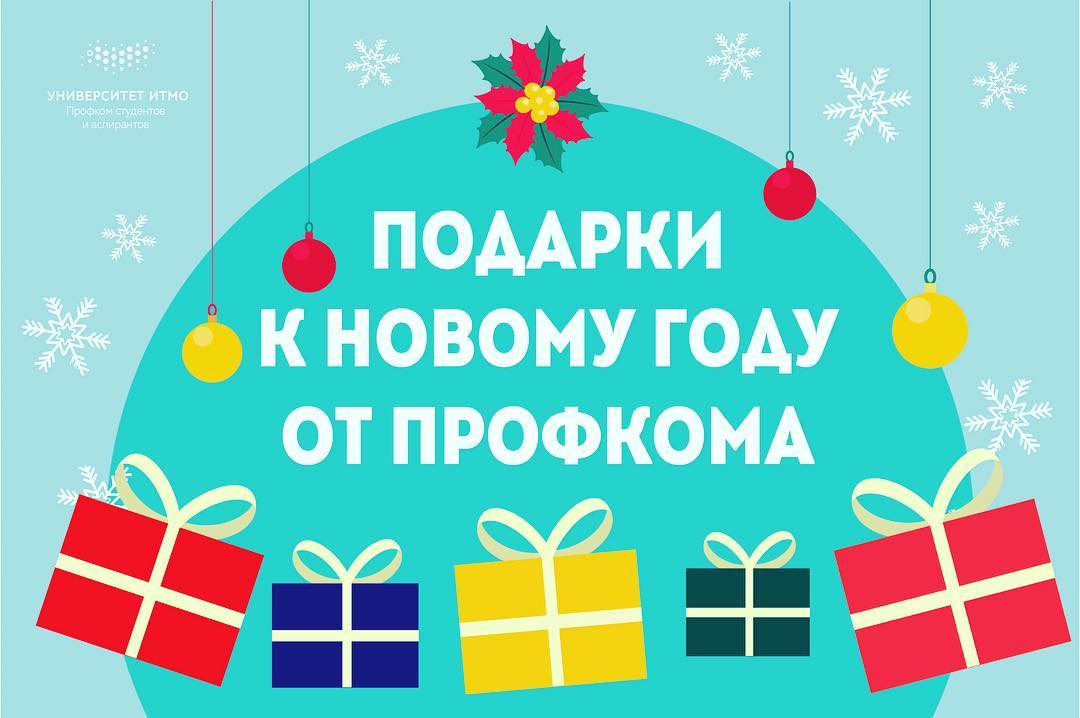 УНИВЕРСИТЕТ ИТМО
Профком студентов
и аспирантов
ПОДАРКИ
К НОВОМУ ГОДУ
ОТ ПРОФКОМА